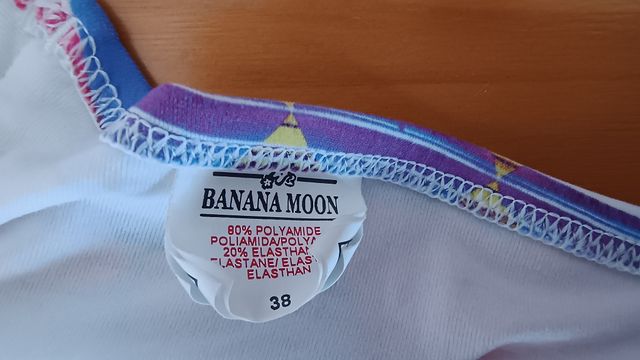 BANANA MOON
80% POLYAMIDE
POLIAMIDA/POLYA
20% ELASTHAN
ELASTANE/ ELAS
ELASTHAN
38